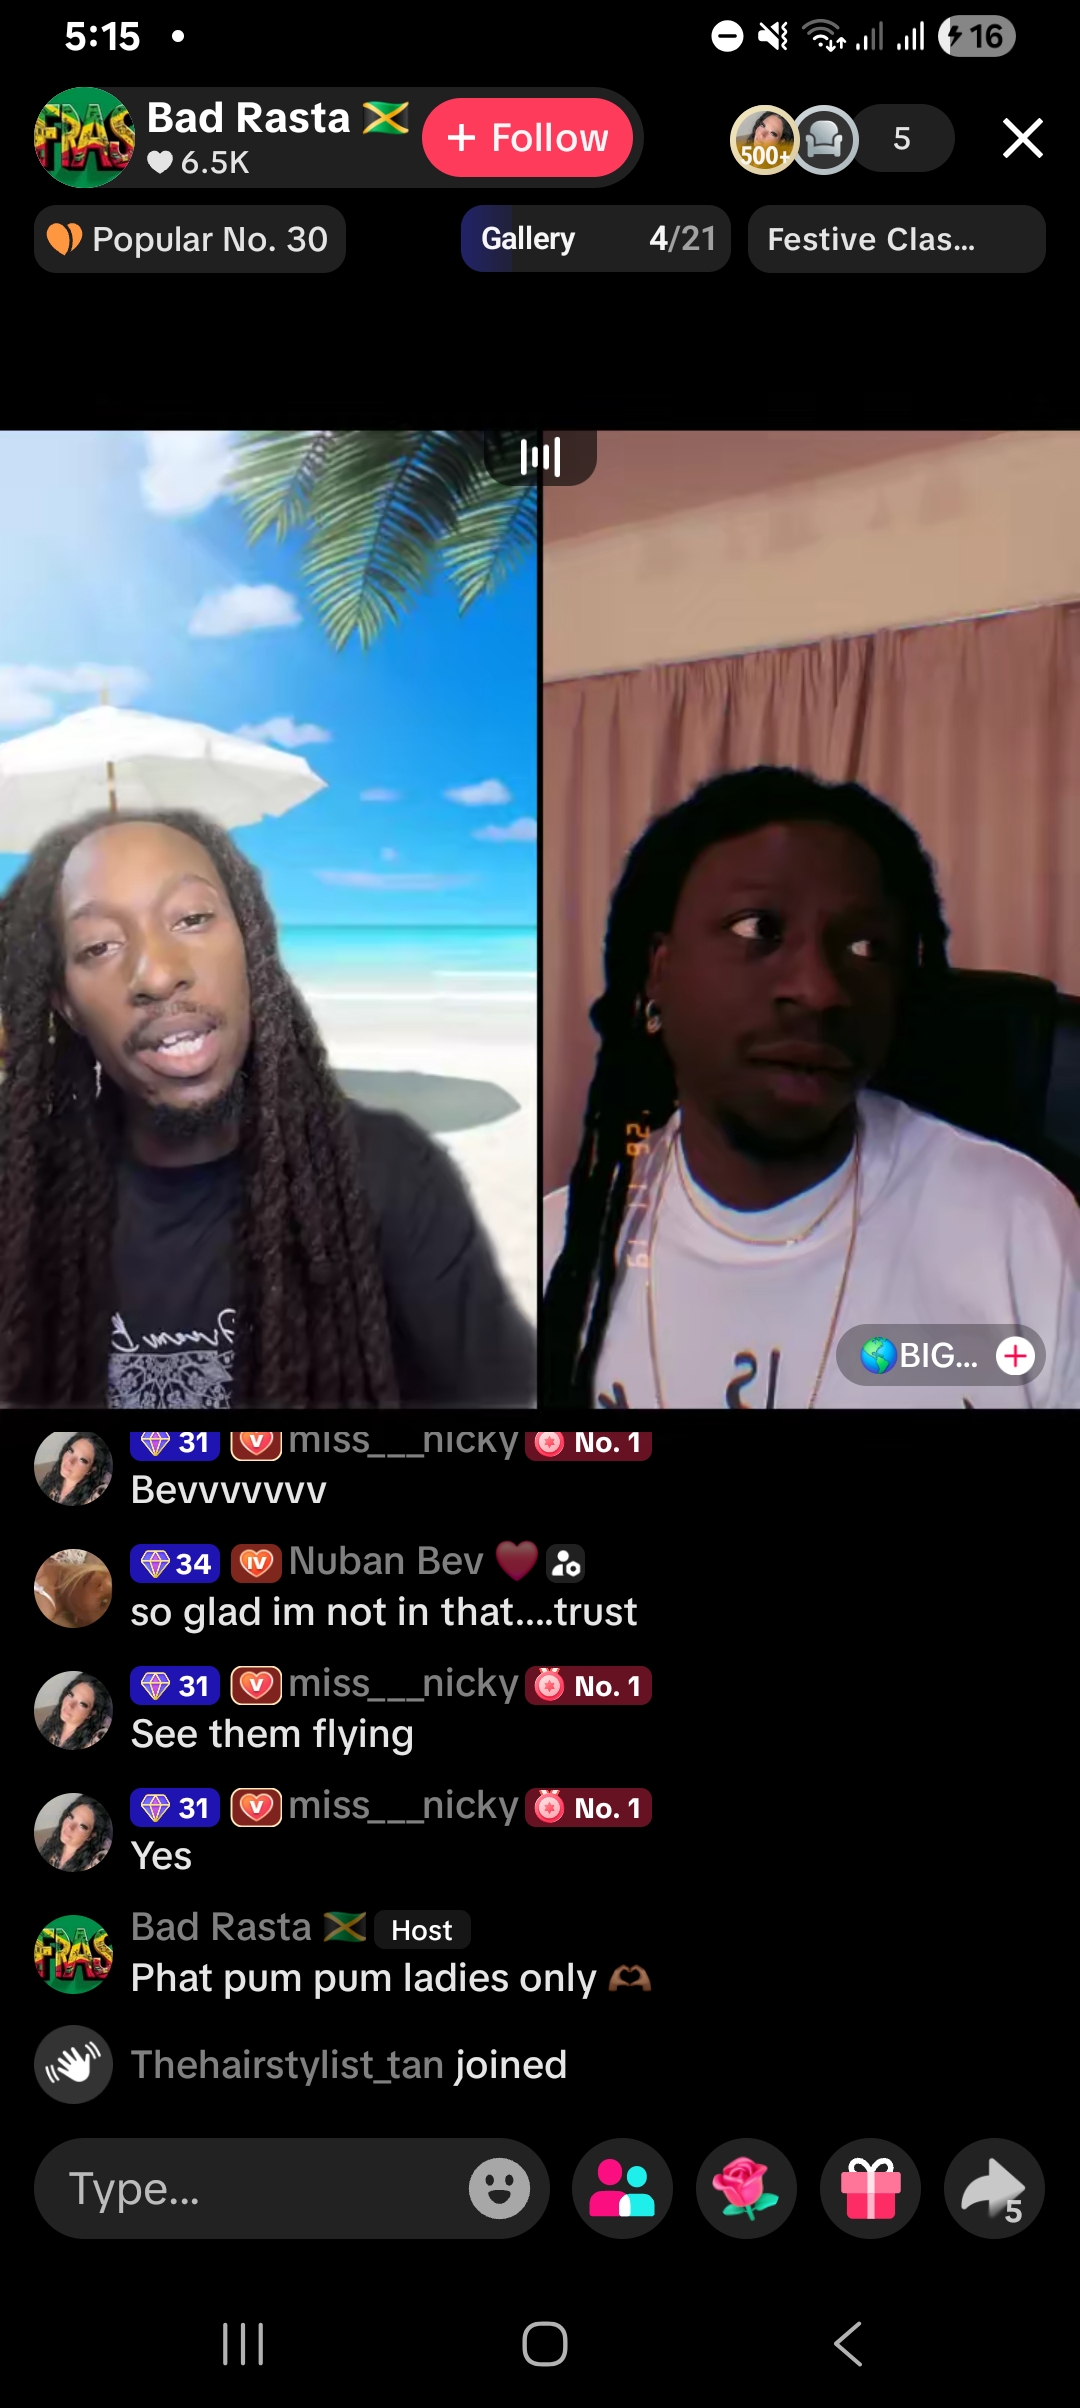 5:15
16
FRAS
Bad Rasta 🇯🇲
6.5K
+ Follow
500+
5
Popular No. 30
Gallery 4/21
Festive Clas...
🌎BIG...
31 V miss___nicky No. 1
Bevvvvvvv
34 IV Nuban Bev ❤️
so glad im not in that....trust
31 V miss___nicky No. 1
See them flying
31 V miss___nicky No. 1
Yes
FRAS
Bad Rasta 🇯🇲 Host
Phat pum pum ladies only 🫶🏾
Thehairstylist_tan joined
Type...
5